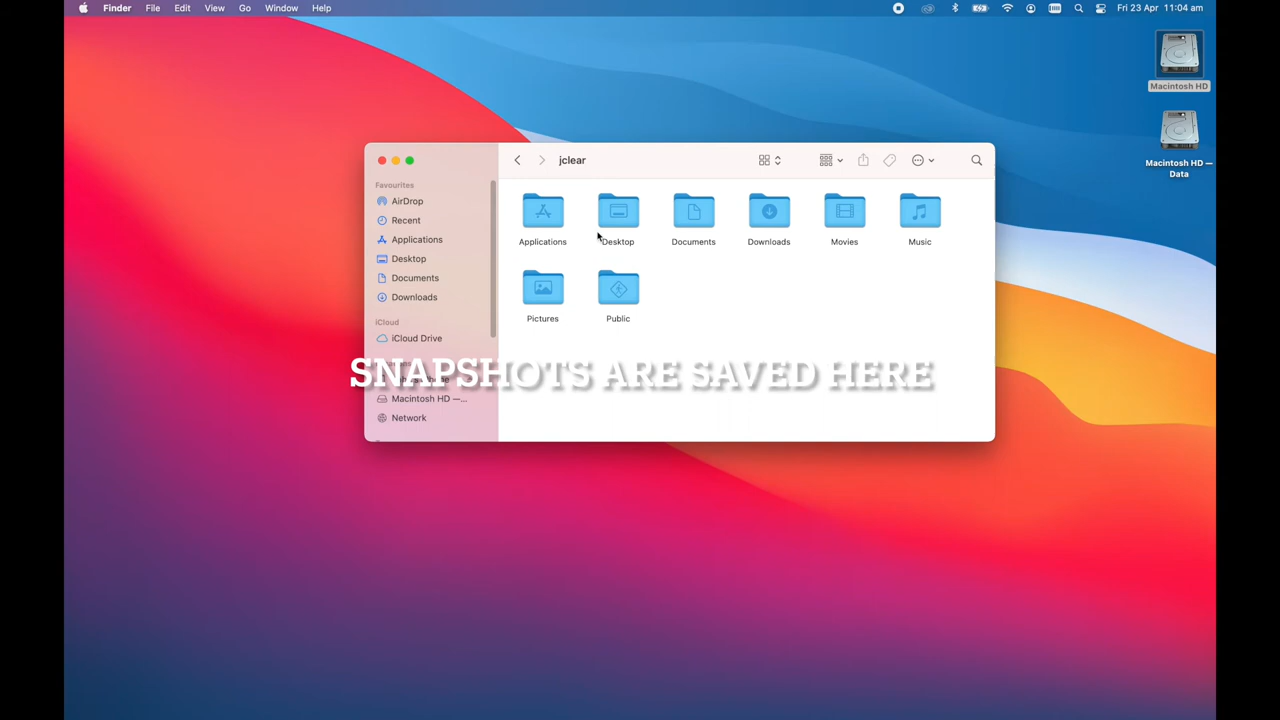 Finder File Edit View Go Window Help Fri 23 Apr 11:04 am
Macintosh HD
Macintosh HD —
Data
jclear
Favourites
AirDrop
Recent
Applications
Desktop
Documents
Downloads
iCloud
iCloud Drive
Macintosh HD —...
Network
Applications Desktop Documents Downloads Movies Music
Pictures Public
SNAPSHOTS ARE SAVED HERE